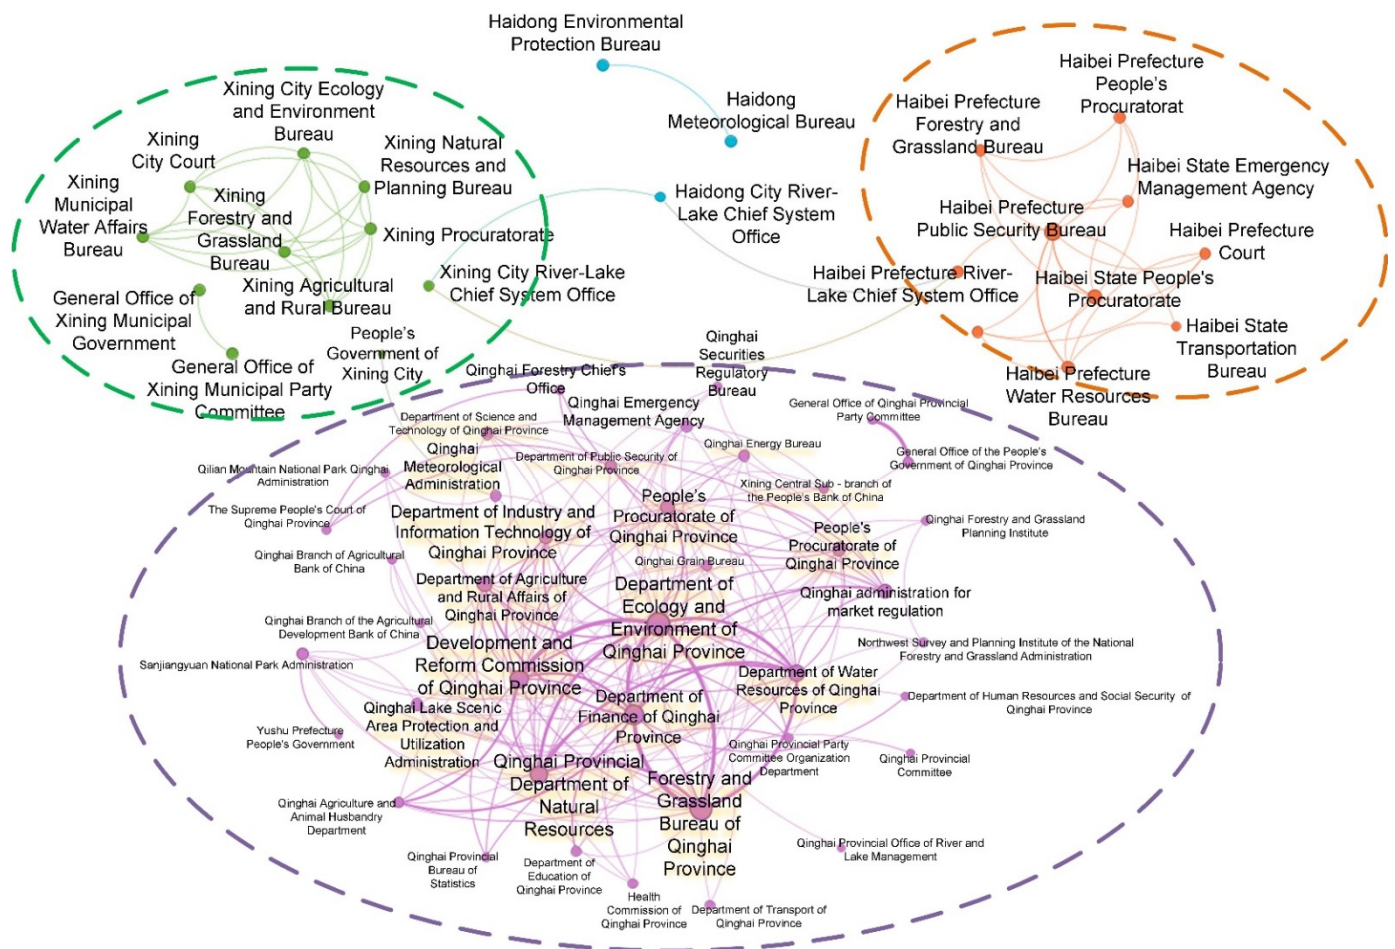 Haidong Environmental
Protection Bureau
Haidong
Meteorological Bureau
Haidong City River-
Lake Chief System
Office
Xining City Ecology
and Environment
Bureau
Xining
City Court
Xining Natural
Resources and
Planning Bureau
Xining
Municipal
Water Affairs
Bureau
Xining
Forestry and
Grassland
Bureau
Xining Procuratorate
Xining Agricultural
and Rural Bureau
Xining City River-Lake
Chief System Office
General Office of
Xining Municipal
Government
General Office of
Xining Municipal Party
Committee
People's
Government of
Xining City
Haibei Prefecture
People's
Procuratorat
Haibei Prefecture
Forestry and
Grassland Bureau
Haibei State Emergency
Management Agency
Haibei Prefecture
Public Security Bureau
Haibei Prefecture
Court
Haibei Prefecture River-
Lake Chief System Office
Haibei State People's
Procuratorate
Haibei State
Transportation
Bureau
Haibei Prefecture
Water Resources
Bureau
Qinghai
Securities
Regulatory
Bureau
Qinghai Forestry Chief's
Office
Qinghai Emergency
Management Agency
General Office of Qinghai Provincial
Party Committee
Department of Science and
Technology of Qinghai Province
Qinghai Energy Bureau
General Office of the People's
Government of Qinghai Province
Qinghai
Meteorological
Administration
Department of Public Security of
Qinghai Province
Qilian Mountain National Park Qinghai
Administration
Xining Central Sub - branch
of the People's Bank of China
The Supreme People's Court of
Qinghai Province
Department of Industry and
Information Technology of
Qinghai Province
People's
Procuratorate of
Qinghai Province
People's
Procuratorate of
Qinghai Province
Qinghai Forestry and Grassland
Planning Institute
Qinghai Branch of Agricultural
Bank of China
Qinghai Grain Bureau
Department of Agriculture
and Rural Affairs of
Qinghai Province
Department of
Ecology and
Environment of
Qinghai Province
Qinghai administration for
market regulation
Qinghai Branch of the Agricultural
Development Bank of China
Development and
Reform Commission
of Qinghai Province
Northwest Survey and Planning Institute of the National
Forestry and Grassland Administration
Sanjiangyuan National Park Administration
Department of Water
Resources of Qinghai
Province
Department of
Finance of Qinghai
Province
Department of Human Resources and Social Security of
Qinghai Province
Qinghai Lake Scenic
Area Protection and
Utilization
Administration
Yushu Prefecture
People's Government
Qinghai Provincial Party
Committee Organization
Department
Qinghai Provincial
Committee
Qinghai Provincial
Department of
Natural
Resources
Forestry and
Grassland
Bureau of
Qinghai
Province
Qinghai Agriculture and
Animal Husbandry
Department
Qinghai Provincial Office of River and
Lake Management
Qinghai Provincial
Bureau of
Statistics
Department of
Education of
Qinghai Province
Health
Commission of
Qinghai Province
Department of Transport of
Qinghai Province